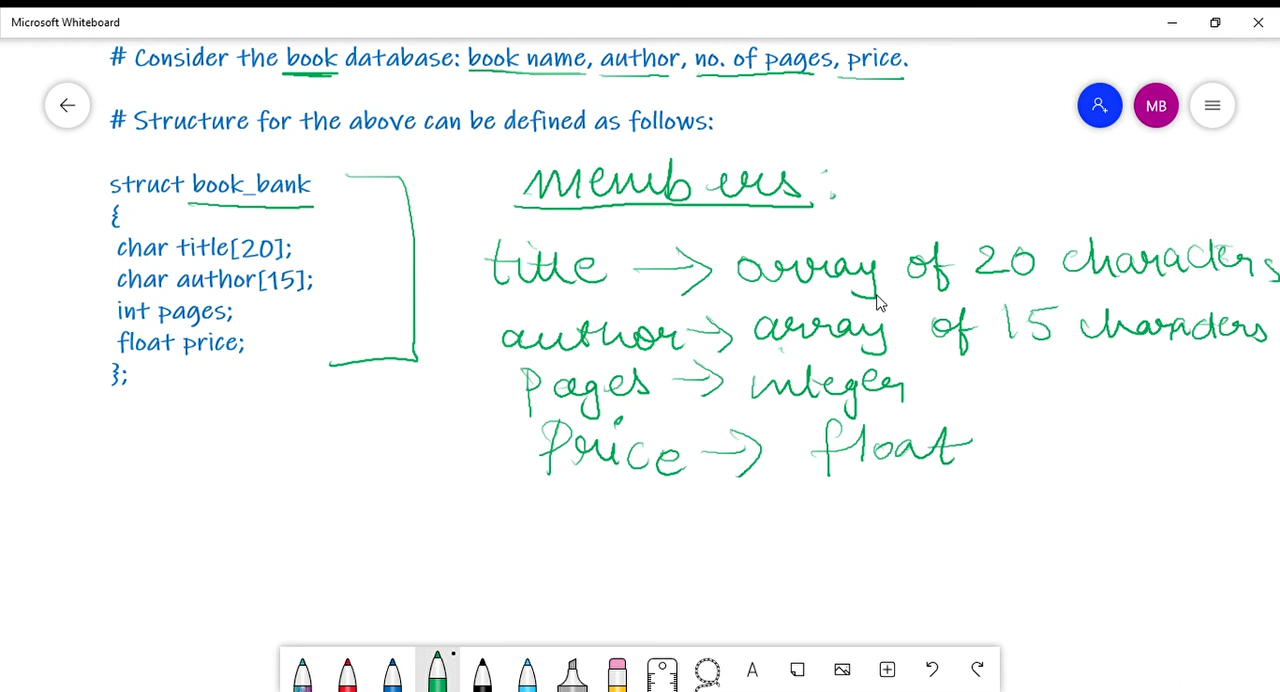 Microsoft Whiteboard
# Consider the book database: book name, author, no. of pages, price.
# Structure for the above can be defined as follows:
MB
struct book_bank
{
char title[20];
char author[15];
int pages;
float price;
};
members:
title → array of 20 characters
author → array of 15 characters
pages → integer
Price → float
A